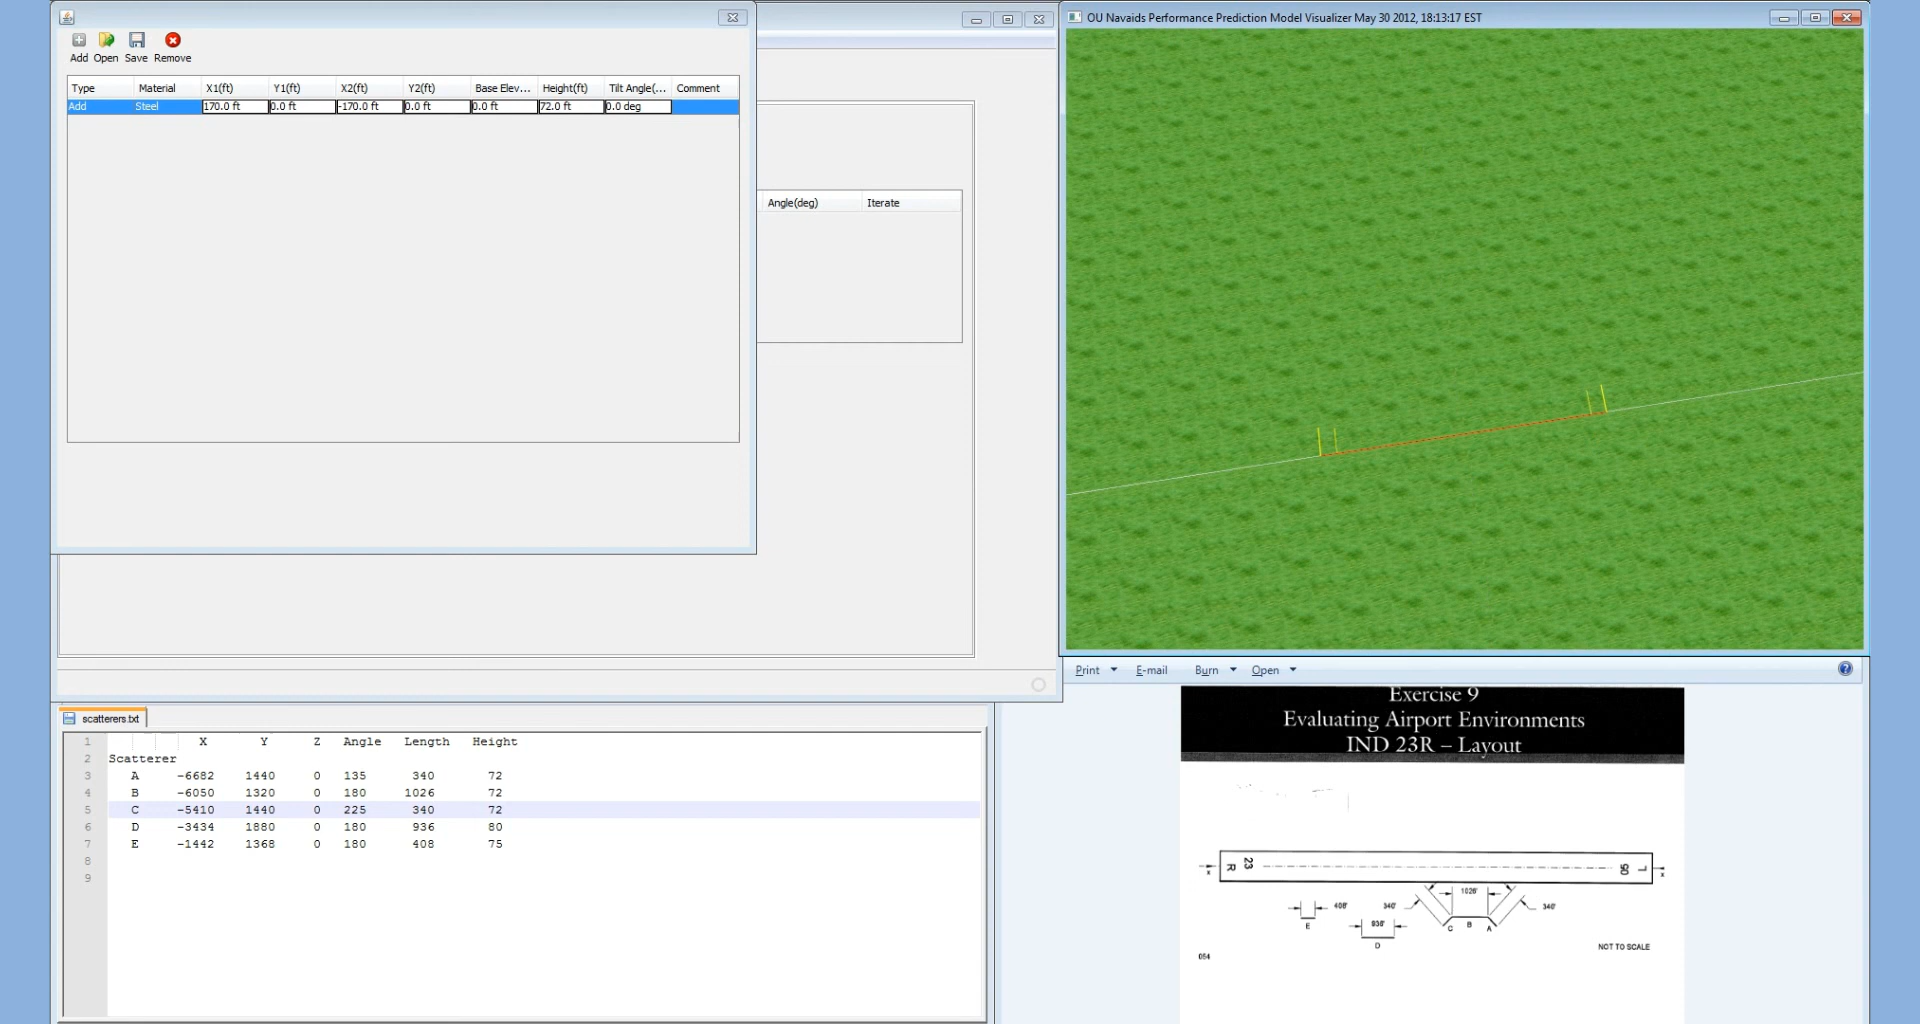 Add Open Save Remove
Type Material X1(ft) Y1(ft) X2(ft) Y2(ft) Base Elev... Height(ft) Tilt Angle(... Comment
Add Steel 170.0 ft 0.0 ft -170.0 ft 0.0 ft 0.0 ft 72.0 ft 0.0 deg
Angle(deg) Iterate
OU Navaids Performance Prediction Model Visualizer May 30 2012, 18:13:17 EST
scatterers.txt
1 X Y Z Angle Length Height
2 Scatterer
3 A -6682 1440 0 135 340 72
4 B -6050 1320 0 180 1026 72
5 C -5410 1440 0 225 340 72
6 D -3434 1880 0 180 936 80
7 E -1442 1368 0 180 408 75
8
9
Print E-mail Burn Open
Exercise 9
Evaluating Airport Environments
IND 23R – Layout
x R 23 05 L x
1026'
408' 340' 340'
E 936' C B A
D
NOT TO SCALE
054